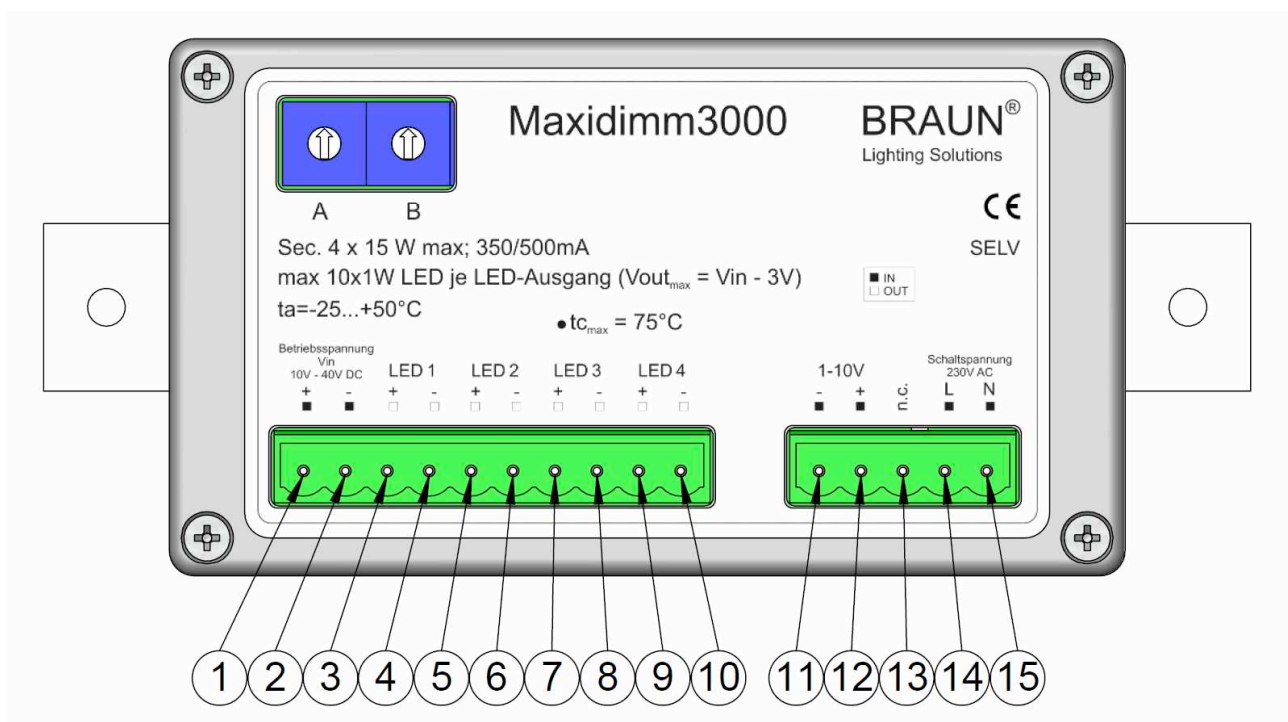 Maxidimm3000
BRAUN®
Lighting Solutions
A B
CE
Sec. 4 x 15 W max; 350/500mA
SELV
max 10x1W LED je LED-Ausgang (Voutmax = Vin - 3V)
IN
OUT
ta=-25...+50°C
tcmax = 75°C
Betriebsspannung
Vin
10V - 40V DC
+ -
LED 1
+ -
LED 2
+ -
LED 3
+ -
LED 4
+ -
1-10V
- +
n.c.
Schaltspannung
230V AC
L N
1 2 3 4 5 6 7 8 9 10 11 12 13 14 15